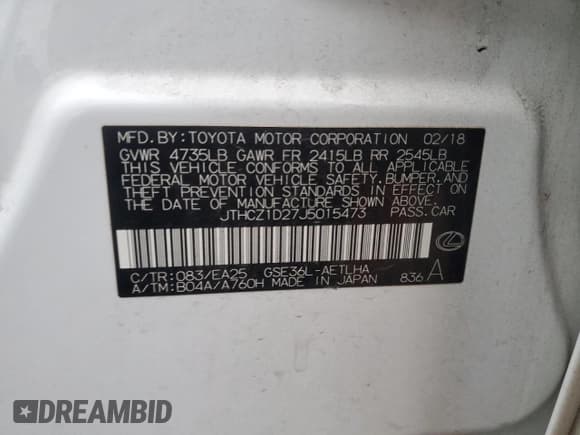 MFD.BY:TOYOTA MOTOR CORPORATION 02/18
GVWR 4735LB GAWR FR 2415LB RR 2545LB
THIS VEHICLE CONFORMS TO ALL APPLICABLE
FEDERAL MOTOR VEHICLE SAFETY,BUMPER,AND
THEFT PREVENTION STANDARDS IN EFFECT ON
THE DATE OF MANUFACTURE SHOWN ABOVE.
JTHCZ1D27J5015473 PASS.CAR
C/TR:083/EA25 GSE36L-AETLHA
A/TM:B04A/A760H MADE IN JAPAN 836 A
DREAMBID